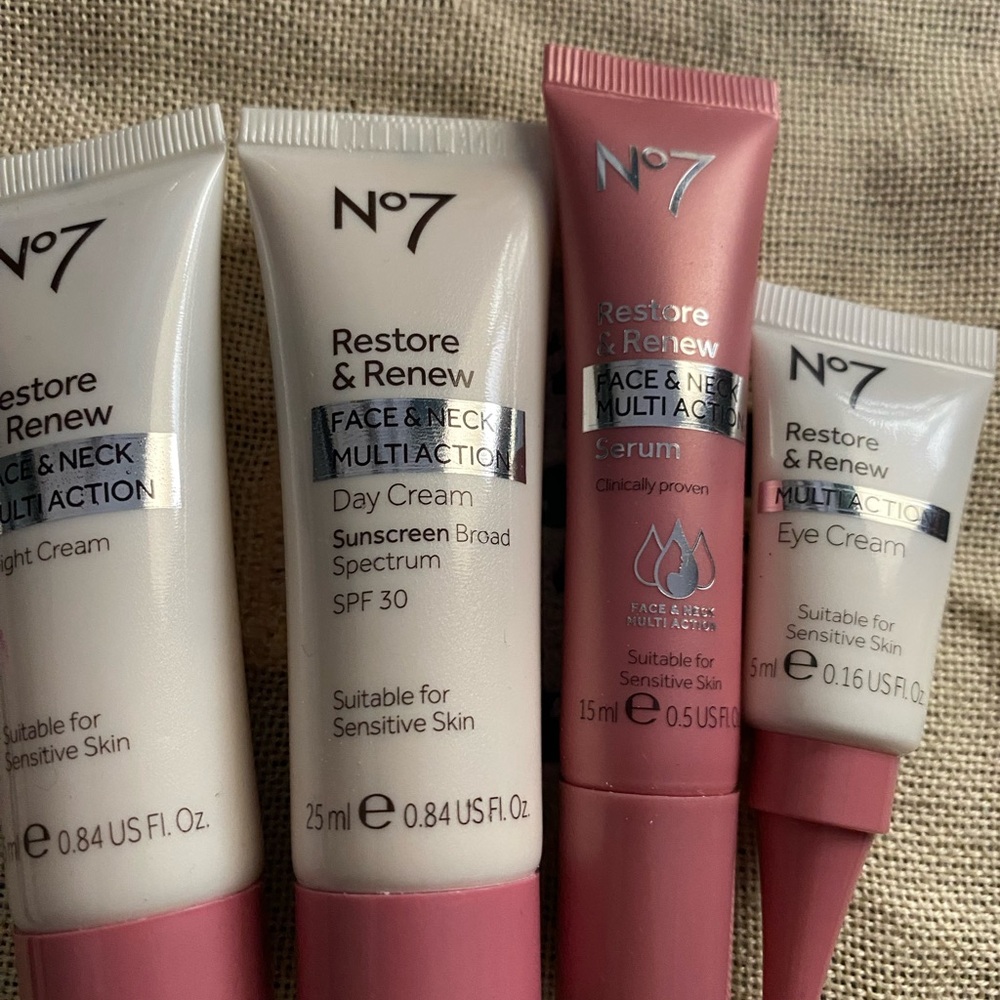 Nº7
estore
Renew
ACE & NECK
ULTI ACTION
ight Cream
Suitable for
Sensitive Skin
ml e 0.84 US Fl. Oz.
Nº7
Restore
& Renew
FACE & NECK
MULTI ACTION
Day Cream
Sunscreen Broad
Spectrum
SPF 30
Suitable for
Sensitive Skin
25 ml e 0.84 US Fl. Oz.
Nº7
Restore
& Renew
FACE & NECK
MULTI ACTION
Serum
Clinically proven
FACE & NECK
MULTI ACTION
Suitable for
Sensitive Skin
15 ml e 0.5 US Fl. O
Nº7
Restore
& Renew
MULTI ACTION
Eye Cream
Suitable for
Sensitive Skin
5 ml e 0.16 US Fl. Oz